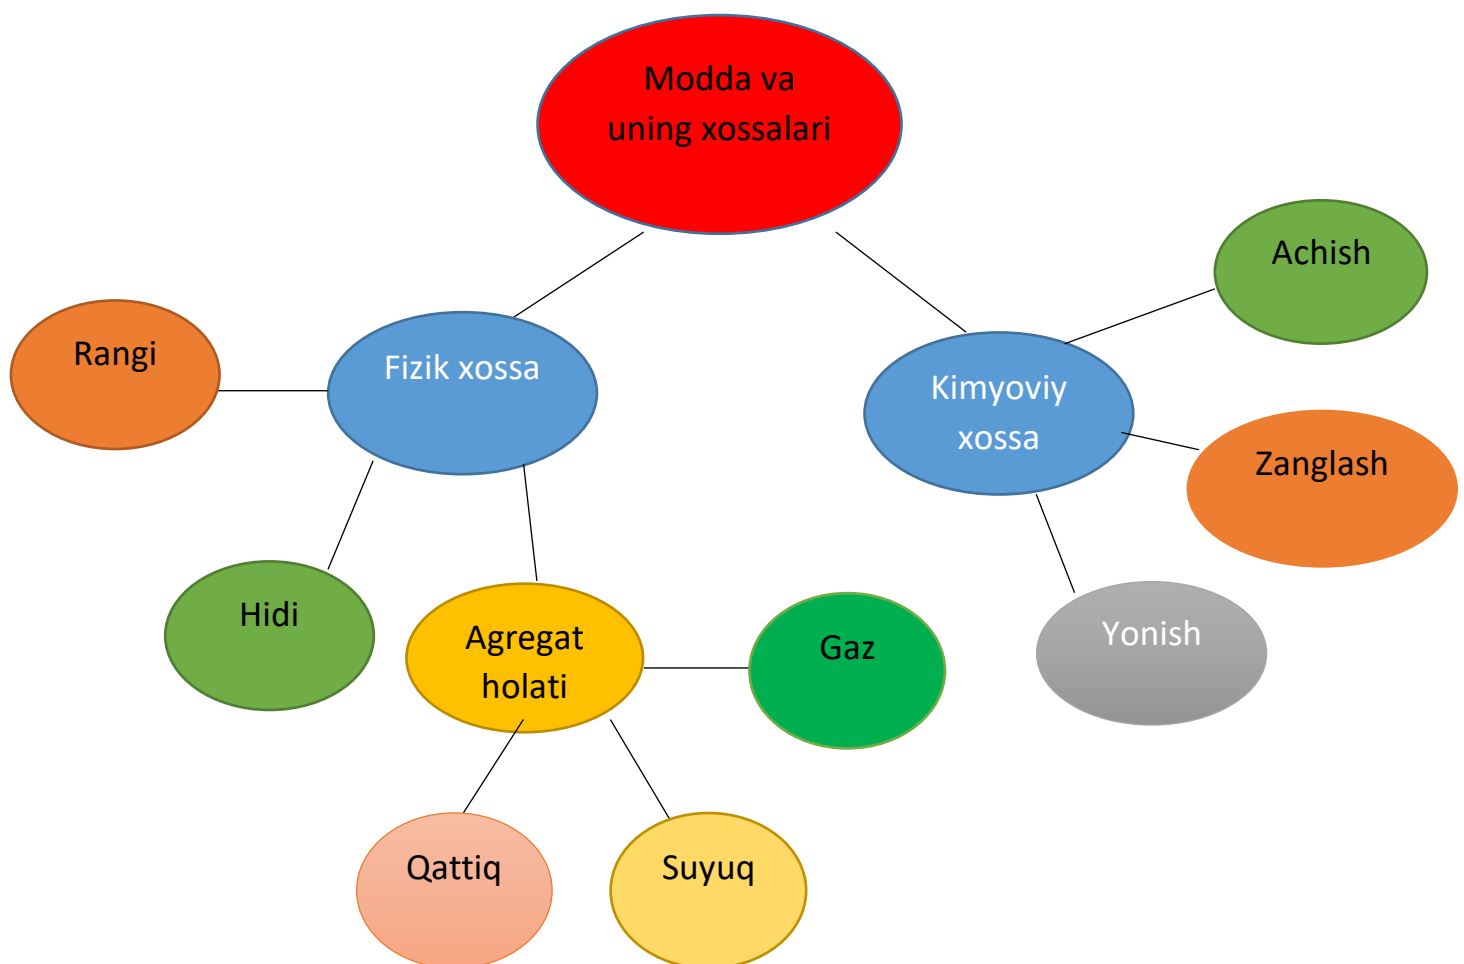 Modda va
uning xossalari
Achish
Rangi
Fizik xossa
Kimyoviy
xossa
Zanglash
Hidi
Agregat
holati
Gaz
Yonish
Qattiq
Suyuq